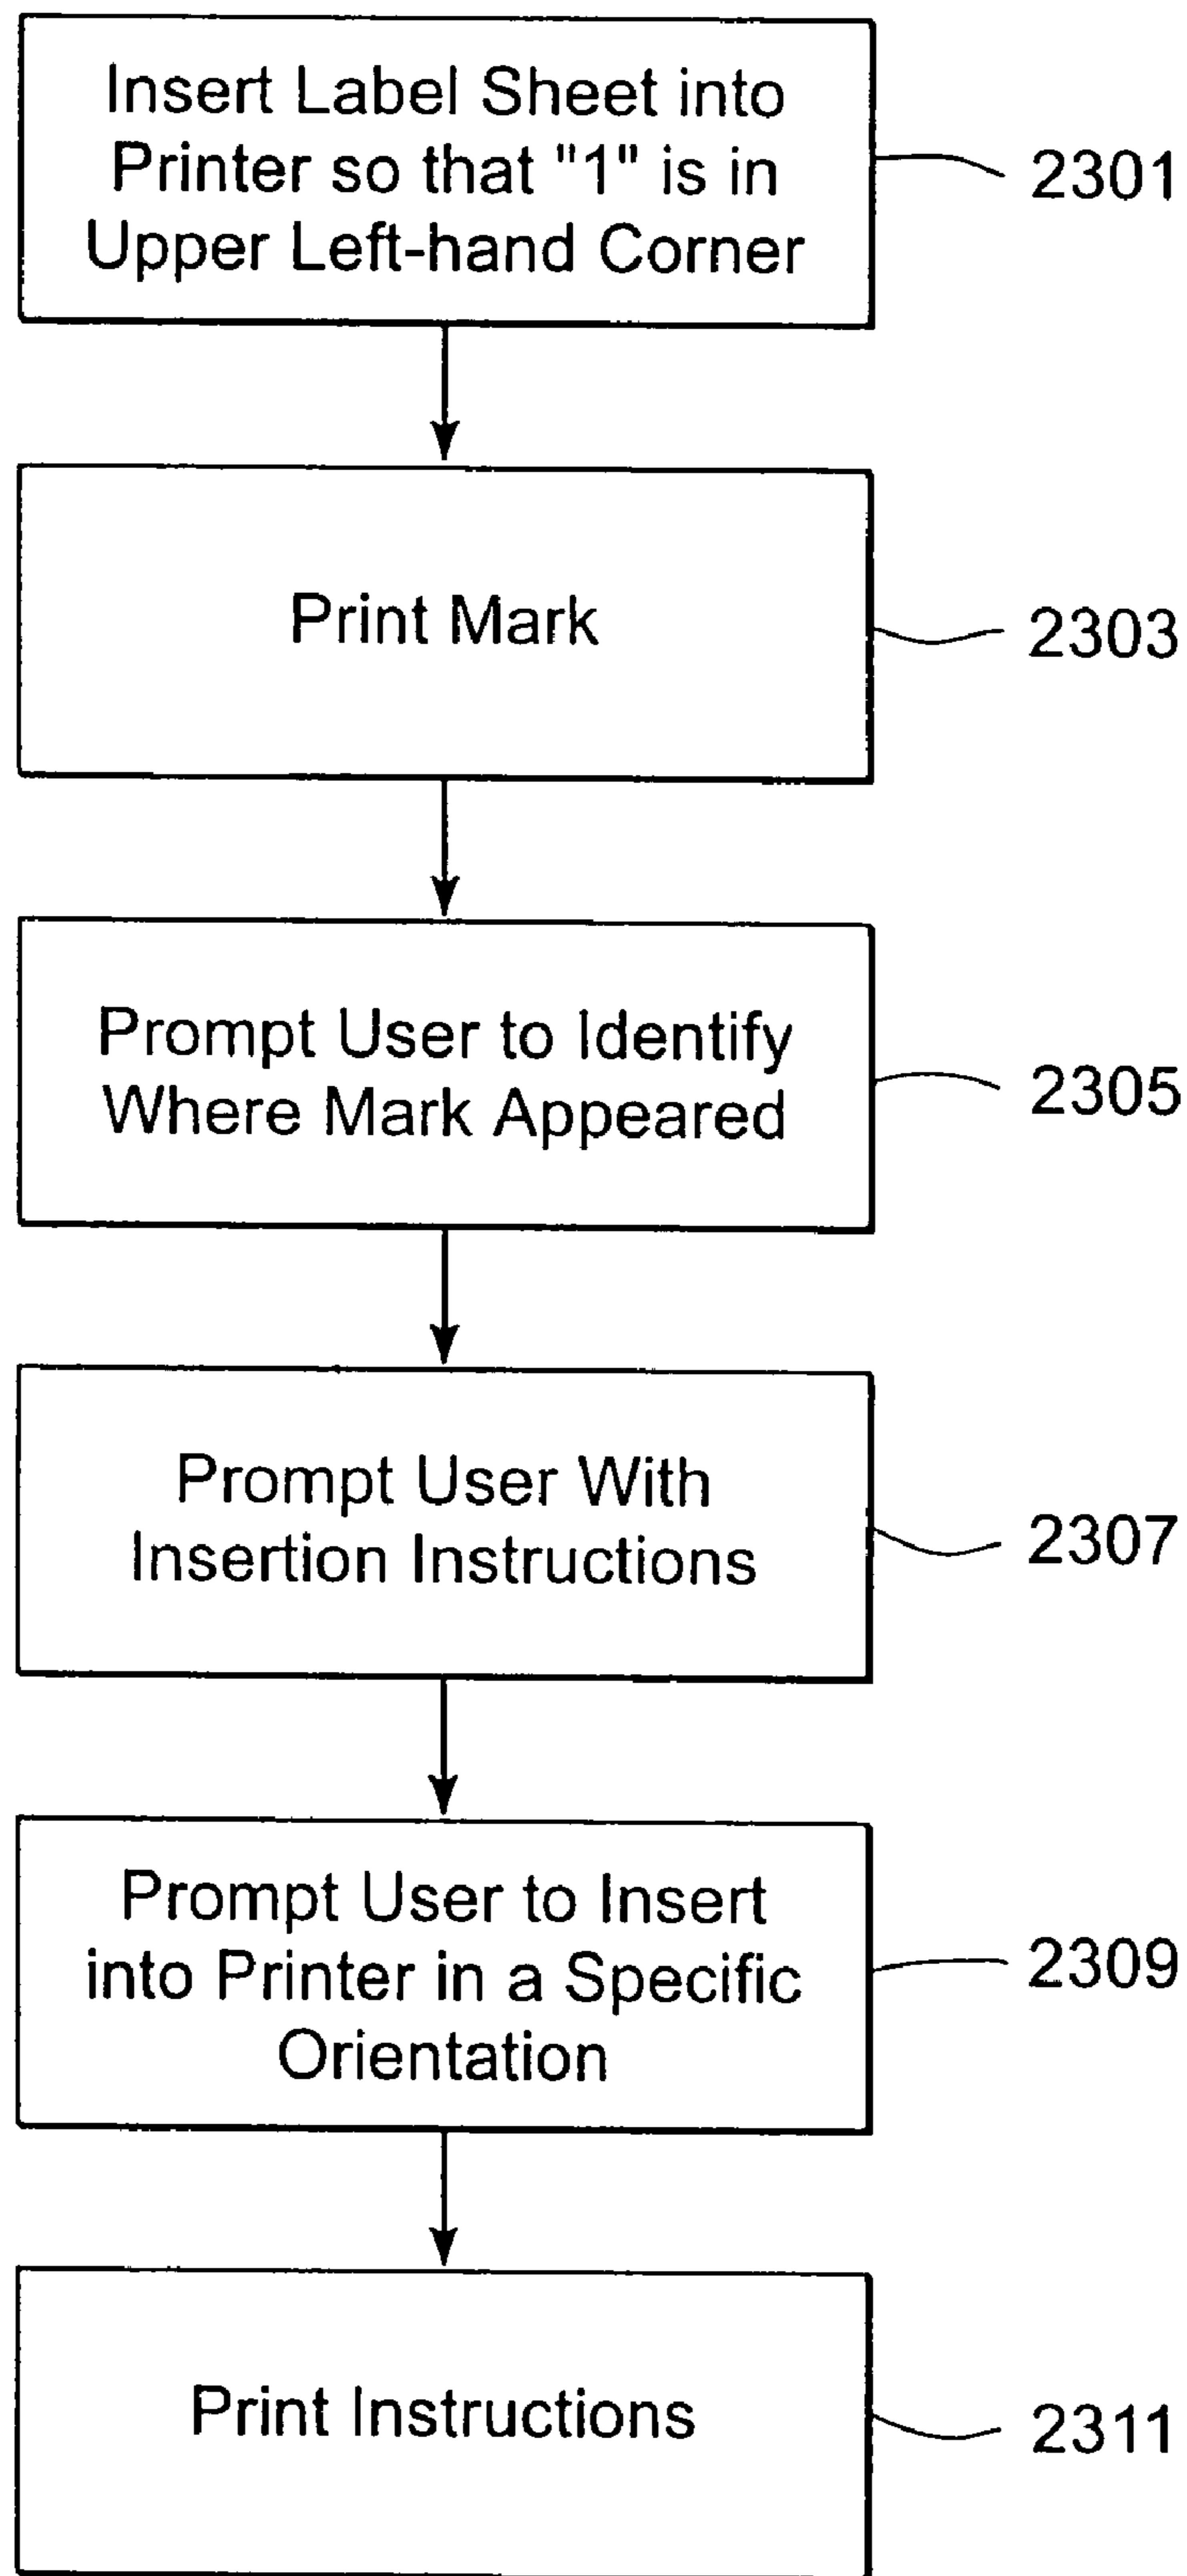 Insert Label Sheet into
Printer so that "1" is in
Upper Left-hand Corner
2301
Print Mark
2303
Prompt User to Identify
Where Mark Appeared
2305
Prompt User With
Insertion Instructions
2307
Prompt User to Insert
into Printer in a Specific
Orientation
2309
Print Instructions
2311